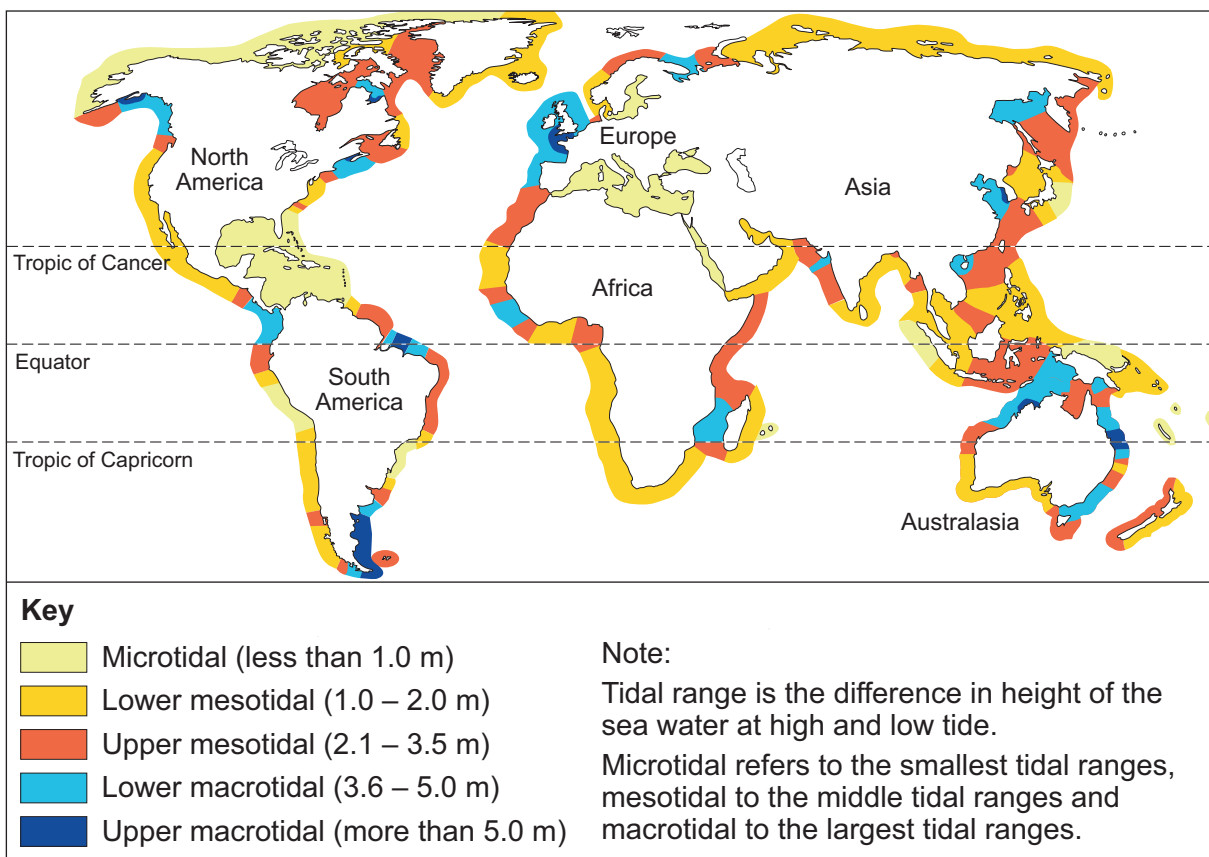 North
America
Europe
Asia
Tropic of Cancer
Africa
Equator
South
America
Tropic of Capricorn
Australasia
Key
Microtidal (less than 1.0 m)
Lower mesotidal (1.0 – 2.0 m)
Upper mesotidal (2.1 – 3.5 m)
Lower macrotidal (3.6 – 5.0 m)
Upper macrotidal (more than 5.0 m)
Note:
Tidal range is the difference in height of the
sea water at high and low tide.
Microtidal refers to the smallest tidal ranges,
mesotidal to the middle tidal ranges and
macrotidal to the largest tidal ranges.